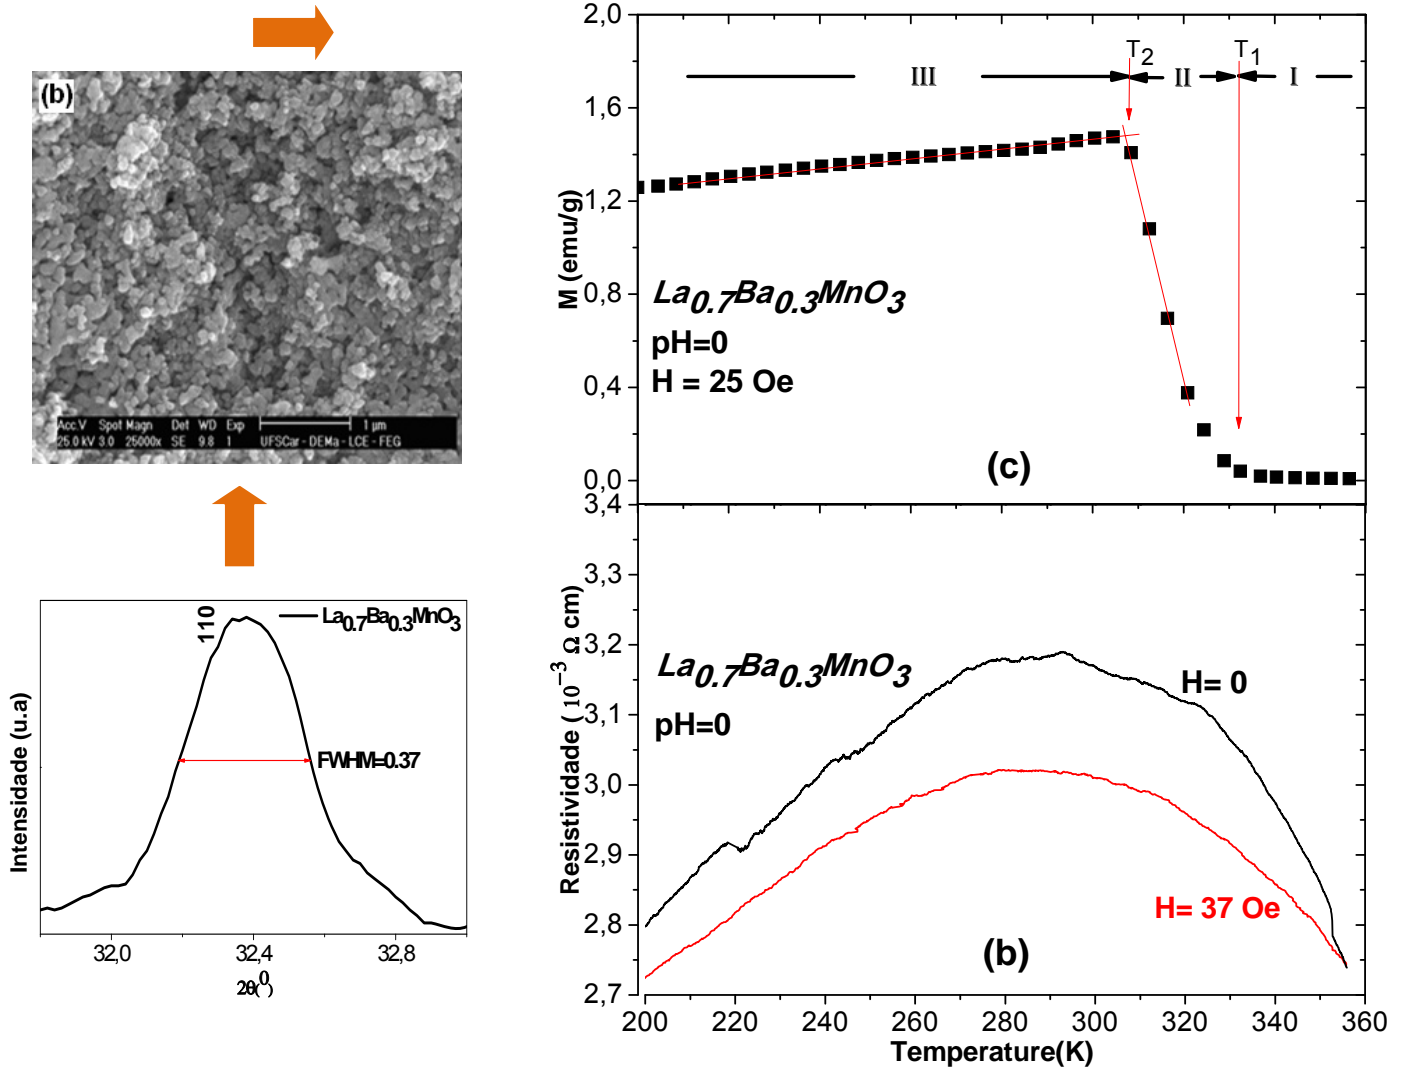 (b)
Acc.V Spot Magn Det WD Exp 1 µm
25.0 kV 3.0 25000x SE 9.8 1 UFSCar - DEMa - LCE - FEG
110
La0.7Ba0.3MnO3
FWHM=0.37
Intensidade (u.a)
32,0 32,4 32,8
2θ(0)
2,0
1,6
1,2
0,8
0,4
0,0
M (emu/g)
T2 T1
III II I
La0.7Ba0.3MnO3
pH=0
H = 25 Oe
(c)
3,4
3,3
3,2
3,1
3,0
2,9
2,8
2,7
Resistividade ( 10−3 Ω cm)
La0.7Ba0.3MnO3
pH=0
H= 0
H= 37 Oe
(b)
200 220 240 260 280 300 320 340 360
Temperature(K)